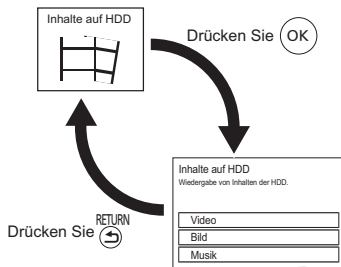 Inhalte auf HDD
Drücken Sie OK
Inhalte auf HDD
Wiedergabe von Inhalten der HDD.
Video
Bild
Musik
RETURN
Drücken Sie